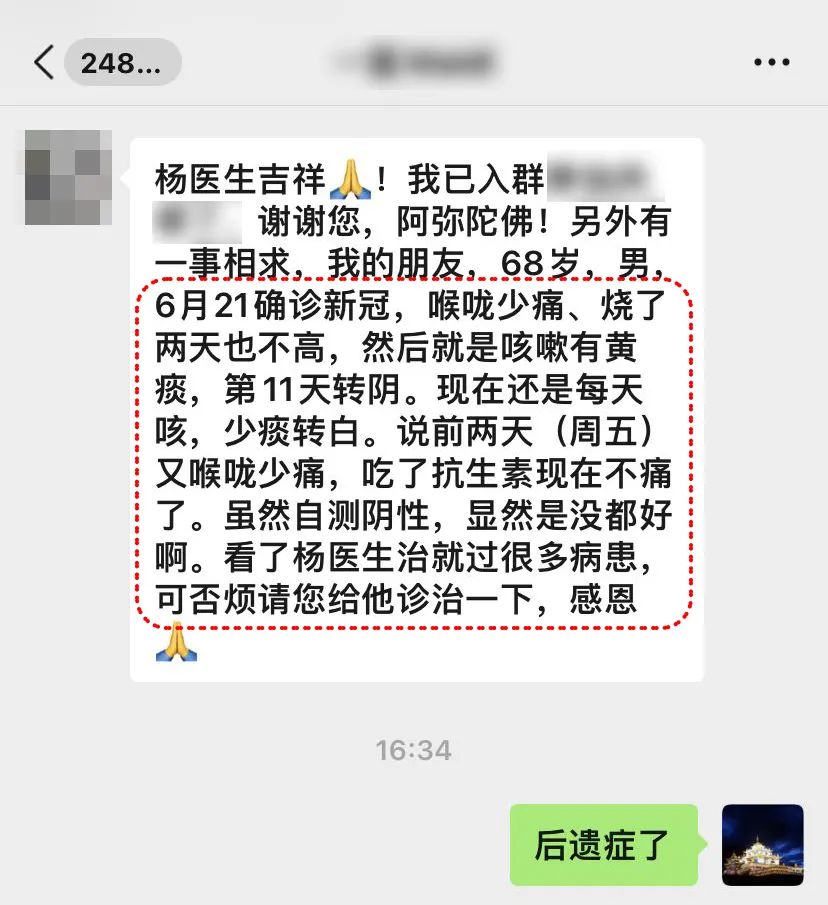 248...
杨医生吉祥🙏！我已入群
谢谢您，阿弥陀佛！另外有
一事相求，我的朋友，68岁，男，
6月21确诊新冠，喉咙少痛、烧了
两天也不高，然后就是咳嗽有黄
痰，第11天转阴。现在还是每天
咳，少痰转白。说前两天（周五）
又喉咙少痛，吃了抗生素现在不痛
了。虽然自测阴性，显然是没都好
啊。看了杨医生治就过很多病患，
可否烦请您给他诊治一下，感恩
🙏
16:34
后遗症了